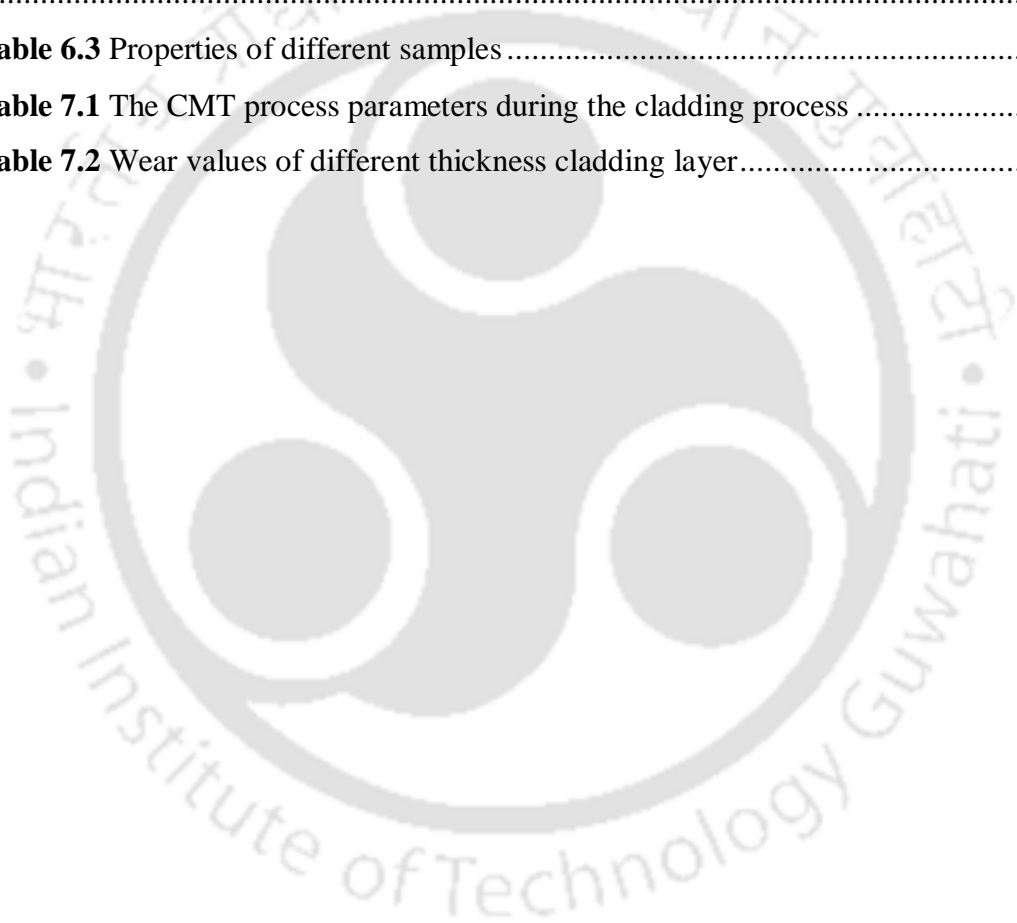 able 6.3 Properties of different samples
able 7.1 The CMT process parameters during the cladding process
able 7.2 Wear values of different thickness cladding layer
Indian Institute of Technology Guwahati